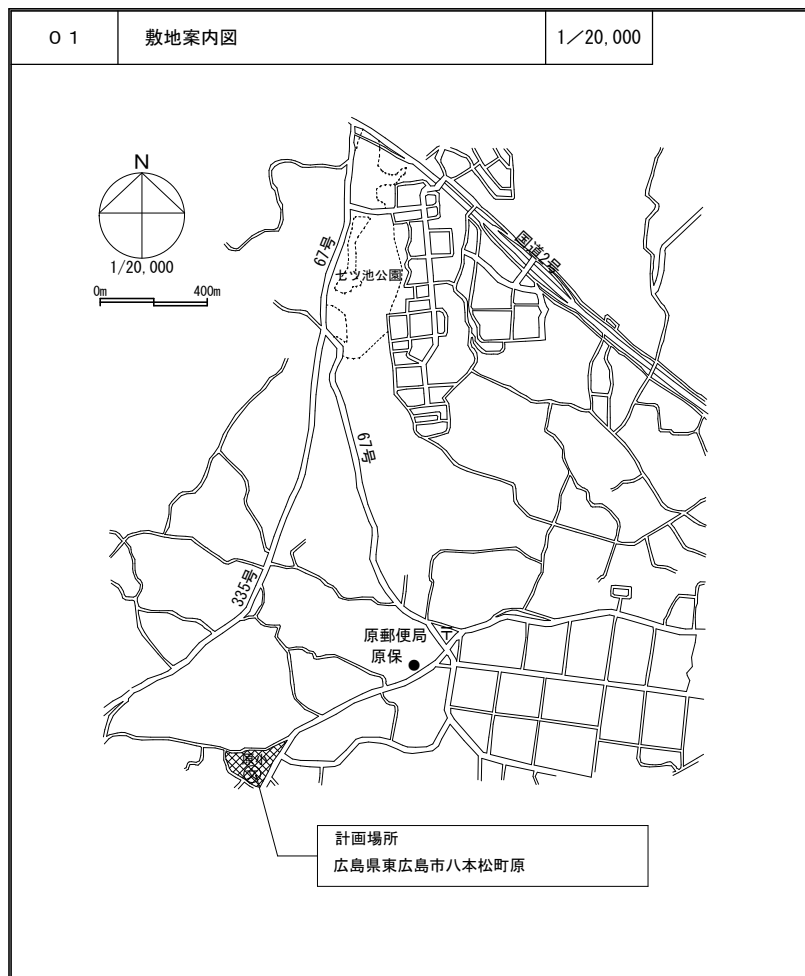 ０１
敷地案内図
1／20,000
N
1/20,000
0m
400m
67号
七ツ池公園
国道2号
67号
335号
原郵便局
〒
原保
計画場所
広島県東広島市八本松町原